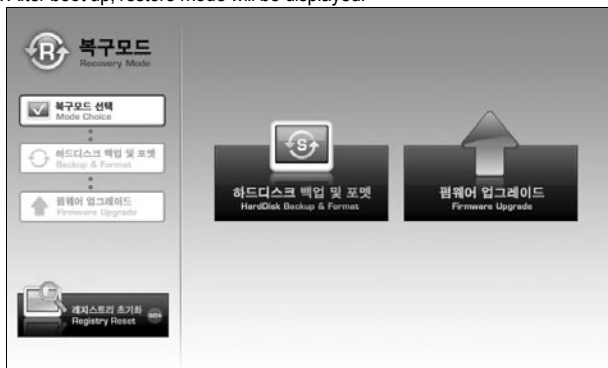 After boot up, restore mode will be displayed.
R
복구모드
Recovery Mode
복구모드 선택
Mode Choice
하드디스크 백업 및 포멧
Backup & Format
펌웨어 업그레이드
Firmware Upgrade
레지스트리 초기화
Registry Reset
S
하드디스크 백업 및 포멧
HardDisk Backup & Format
펌웨어 업그레이드
Firmware Upgrade